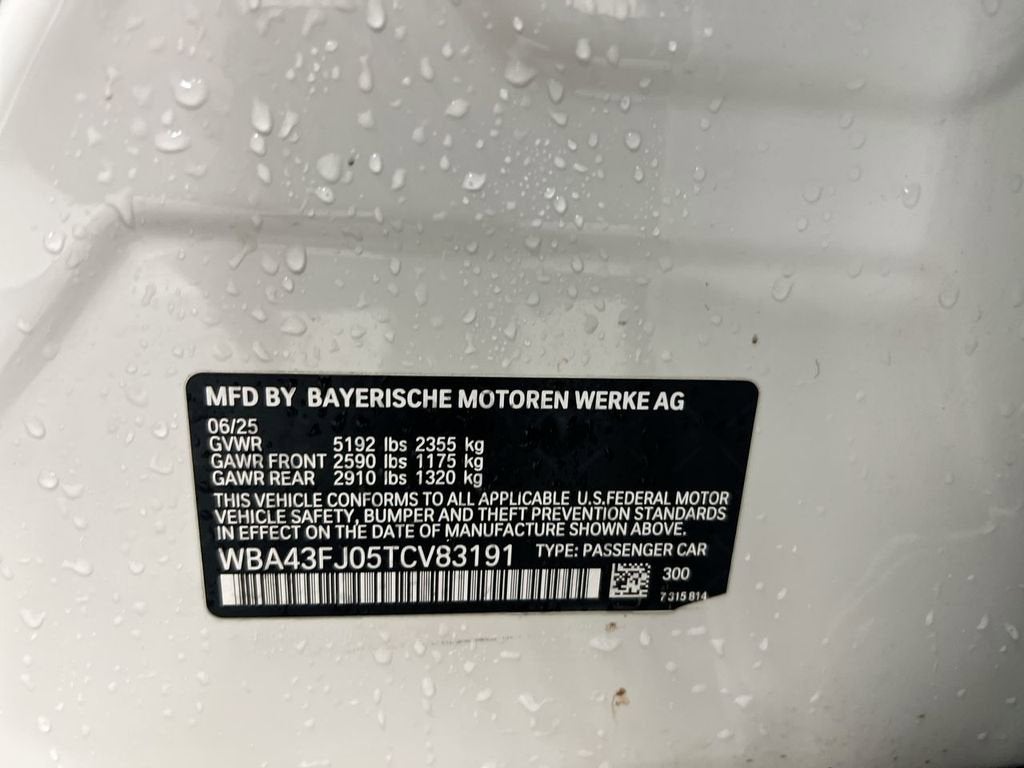 MFD BY BAYERISCHE MOTOREN WERKE AG
06/25
GVWR 5192 lbs 2355 kg
GAWR FRONT 2590 lbs 1175 kg
GAWR REAR 2910 lbs 1320 kg
THIS VEHICLE CONFORMS TO ALL APPLICABLE U.S.FEDERAL MOTOR
VEHICLE SAFETY, BUMPER AND THEFT PREVENTION STANDARDS
IN EFFECT ON THE DATE OF MANUFACTURE SHOWN ABOVE.
WBA43FJ05TCV83191 TYPE: PASSENGER CAR
300
7 315 814